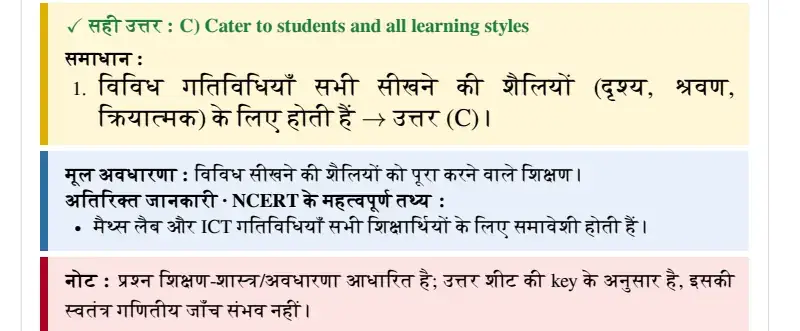 ✓ सही उत्तर : C) Cater to students and all learning styles
समाधान :
1. विविध गतिविधियाँ सभी सीखने की शैलियों (दृश्य, श्रवण,
क्रियात्मक) के लिए होती हैं → उत्तर (C)।
मूल अवधारणा : विविध सीखने की शैलियों को पूरा करने वाले शिक्षण।
अतिरिक्त जानकारी · NCERT के महत्वपूर्ण तथ्य :
• मैथ्स लैब और ICT गतिविधियाँ सभी शिक्षार्थियों के लिए समावेशी होती हैं।
नोट : प्रश्न शिक्षण-शास्त्र/अवधारणा आधारित है; उत्तर शीट की key के अनुसार है, इसकी
स्वतंत्र गणितीय जाँच संभव नहीं।